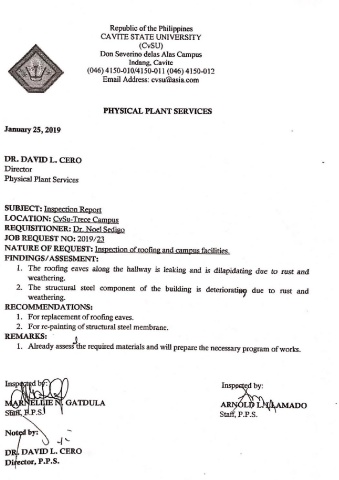 Republic of the Philippines
CAVITE STATE UNIVERSITY
(CvSU)
Don Severino delas Alas Campus
Indang, Cavite
(046) 4150-010/4150-011 (046) 4150-012
Email Address: cvsu@asia.com
PHYSICAL PLANT SERVICES
January 25, 2019
DR. DAVID L. CERO
Director
Physical Plant Services
SUBJECT: Inspection Report
LOCATION: CvSu-Trece Campus
REQUISITIONER: Dr. Noel Sedigo
JOB REQUEST NO: 2019/23
NATURE OF REQUEST: Inspection of roofing and campus facilities.
FINDINGS/ASSESMENT:
1. The roofing eaves along the hallway is leaking and is dilapidating due to rust and
weathering.
2. The structural steel component of the building is deteriorating due to rust and
weathering.
RECOMMENDATIONS:
1. For replacement of roofing eaves.
2. For re-painting of structural steel membrane.
REMARKS:
1. Already assess the required materials and will prepare the necessary program of works.
Inspected by: Inspected by:
MARNELLIE N. GATDULA ARNOLD L. LLAMADO
Staff, P.P.S. Staff, P.P.S.
Noted by:
DR. DAVID L. CERO
Director, P.P.S.